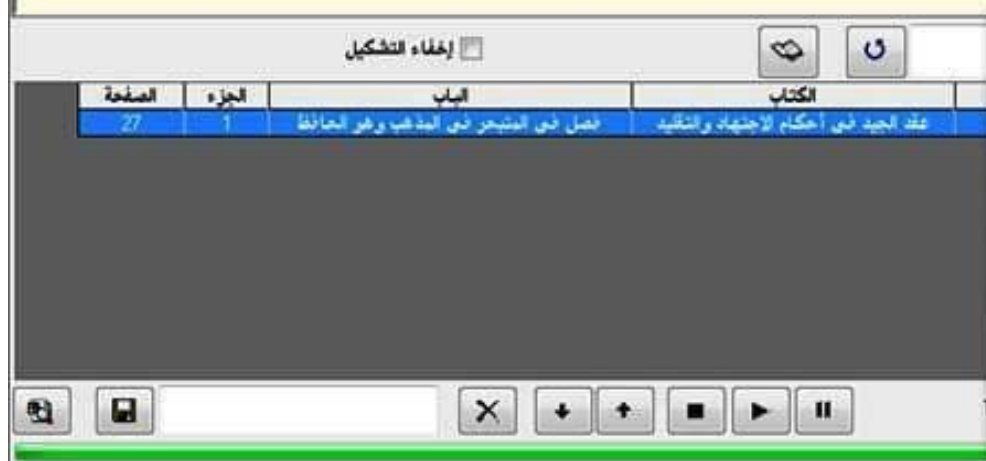 إخفاء التشكيل
الكتاب الباب الجزء الصفحة
عقد الجيد في أحكام الاجتهاد والتقليد فصل في المتبحر في المذهب وهو الحافظ 1 27